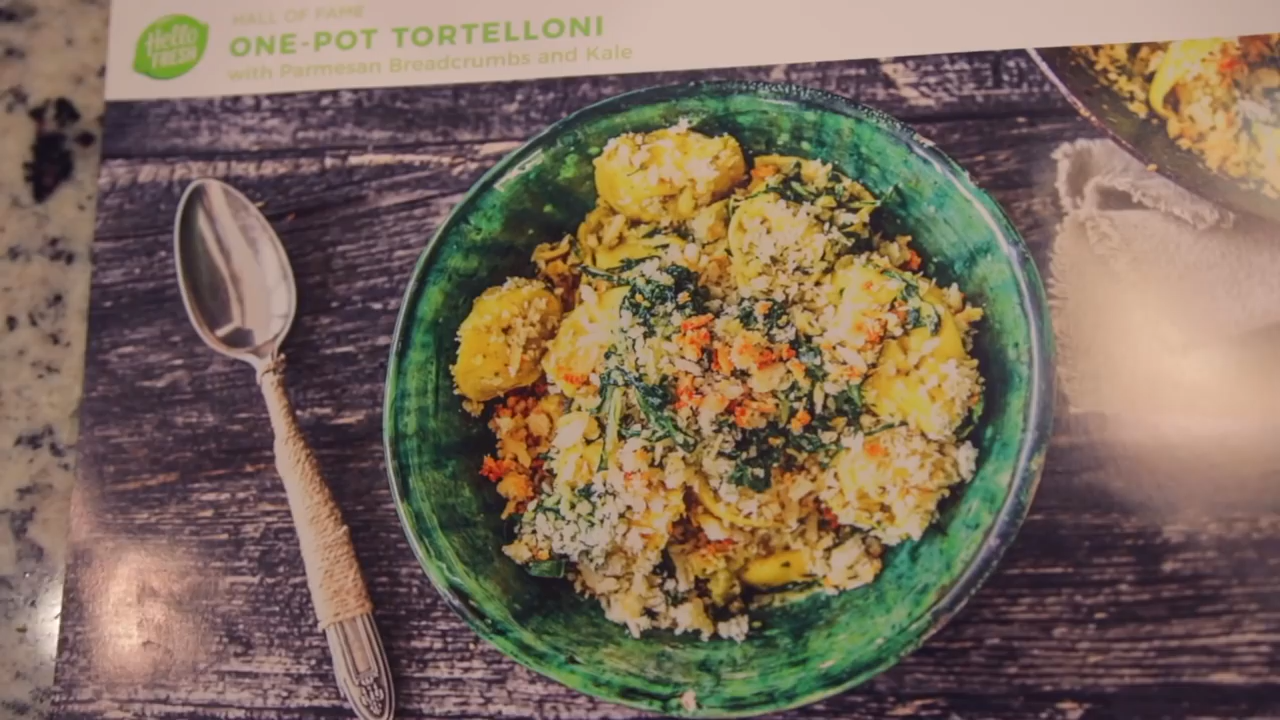 Hello
FRESH
HALL OF FAME
ONE-POT TORTELLONI
with Parmesan Breadcrumbs and Kale